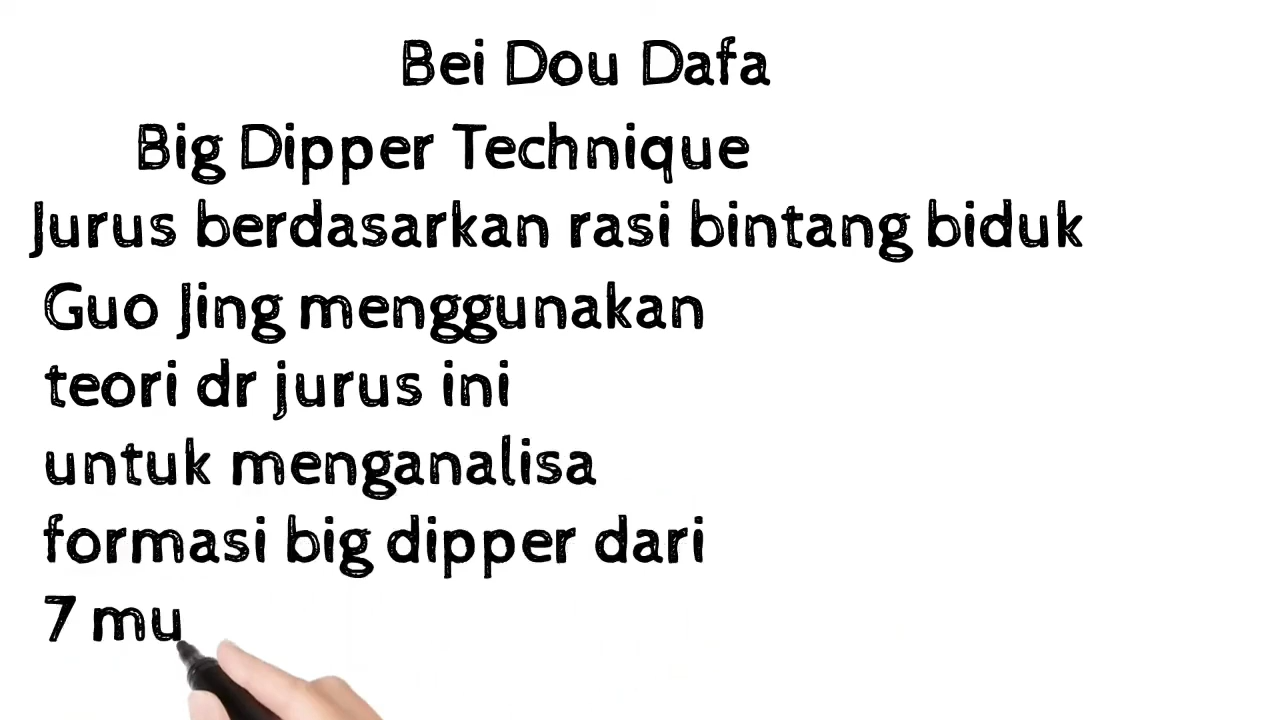 Bei Dou Dafa
Big Dipper Technique
Jurus berdasarkan rasi bintang biduk
Guo Jing menggunakan
teori dr jurus ini
untuk menganalisa
formasi big dipper dari
7 mu